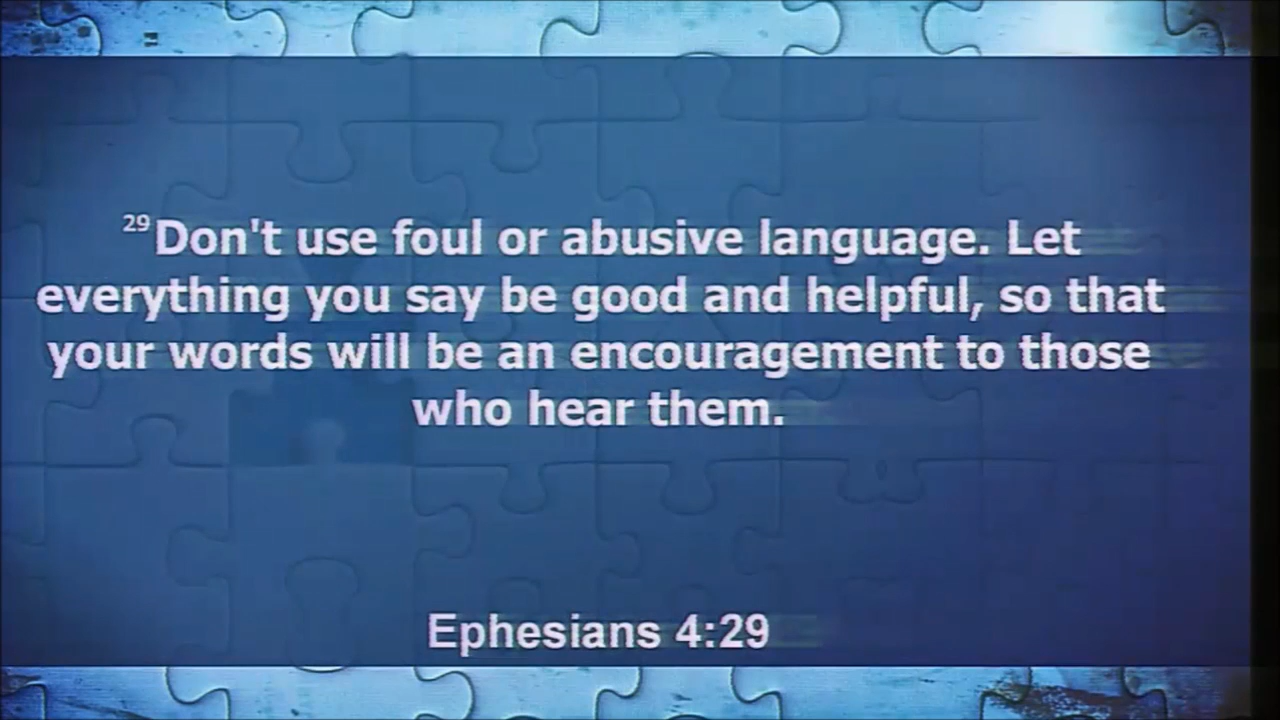 29Don't use foul or abusive language. Let
everything you say be good and helpful, so that
your words will be an encouragement to those
who hear them.
Ephesians 4:29